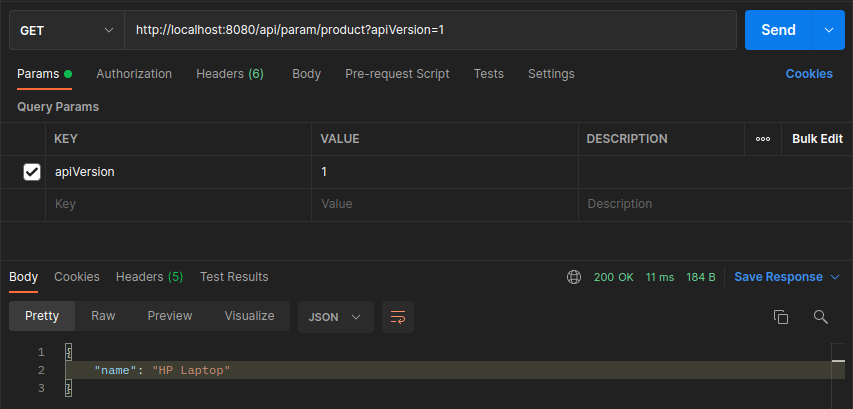 GET http://localhost:8080/api/param/product?apiVersion=1 Send
Params Authorization Headers (6) Body Pre-request Script Tests Settings Cookies
Query Params
KEY VALUE DESCRIPTION Bulk Edit
apiVersion 1
Key Value Description
Body Cookies Headers (5) Test Results 200 OK 11 ms 184 B Save Response
Pretty Raw Preview Visualize JSON
1 {
2 "name": "HP Laptop"
3 }